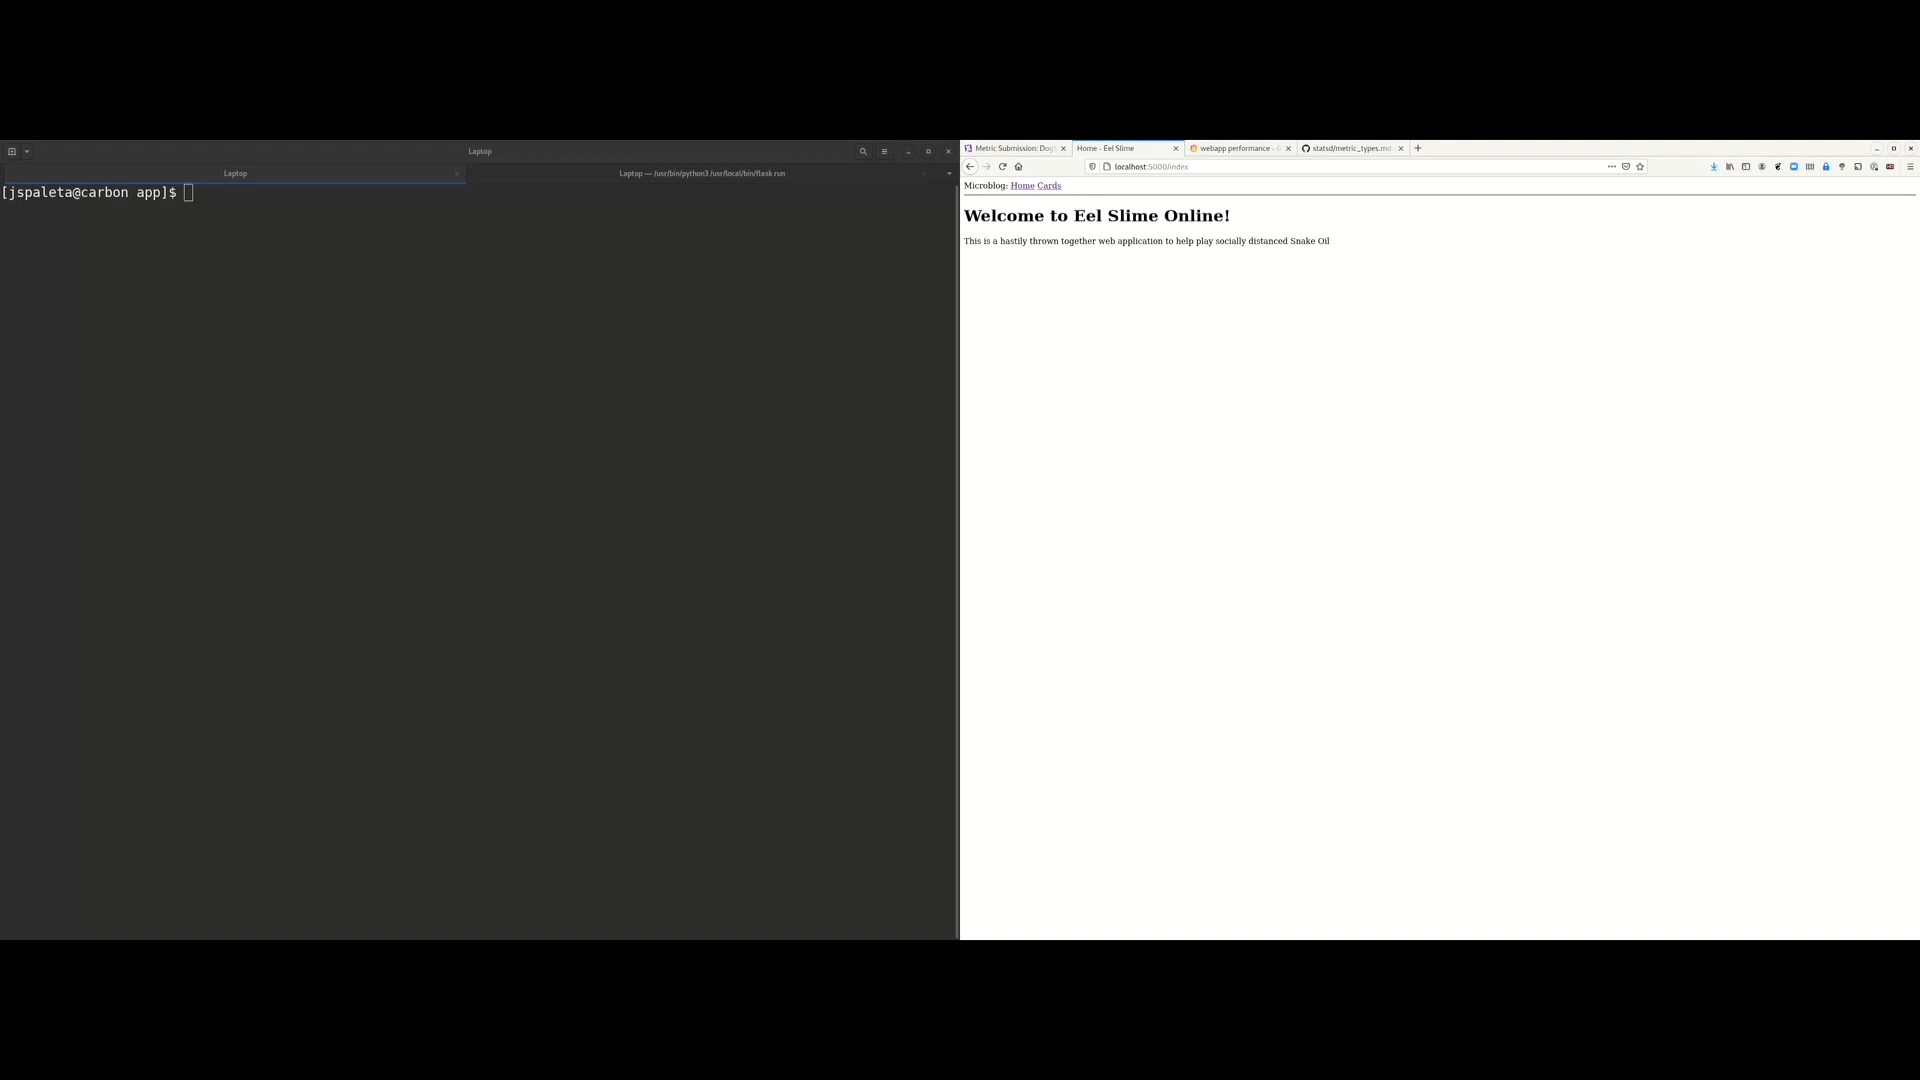 Laptop
Laptop
Laptop — /usr/bin/python3 /usr/local/bin/flask run
[jspaleta@carbon app]$
Metric Submission: Dog
Home - Eel Slime
webapp performance -
statsd/metric_types.md
localhost:5000/index
Microblog: Home Cards
Welcome to Eel Slime Online!
This is a hastily thrown together web application to help play socially distanced Snake Oil